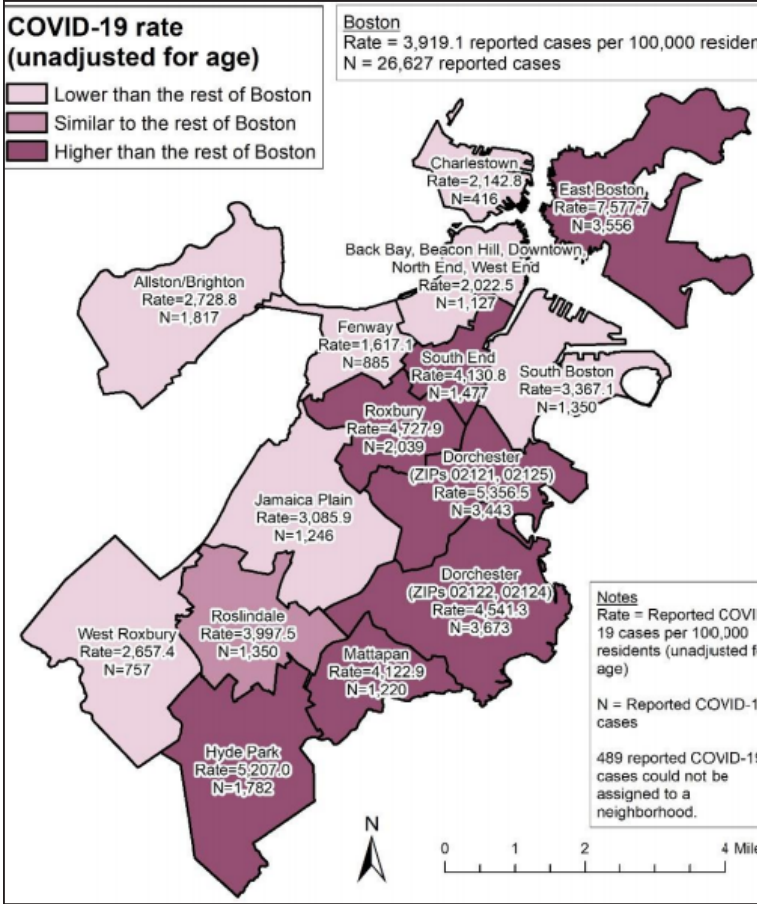 COVID-19 rate
(unadjusted for age)
Lower than the rest of Boston
Similar to the rest of Boston
Higher than the rest of Boston
Boston
Rate = 3,919.1 reported cases per 100,000 residen
N = 26,627 reported cases
Charlestown
Rate=2,142.8
N=416
East Boston
Rate=7,577.7
N=3,556
Back Bay, Beacon Hill, Downtown,
North End, West End
Rate=2,022.5
N=1,127
Allston/Brighton
Rate=2,728.8
N=1,817
Fenway
Rate=1,617.1
N=885
South End
Rate=4,130.8
N=1,477
South Boston
Rate=3,367.1
N=1,350
Roxbury
Rate=4,727.9
N=2,039
Dorchester
(ZIPs 02121, 02125)
Rate=5,356.5
N=3,443
Jamaica Plain
Rate=3,085.9
N=1,246
Dorchester
(ZIPs 02122, 02124)
Rate=4,541.3
N=3,673
Roslindale
Rate=3,997.5
N=1,350
West Roxbury
Rate=2,657.4
N=757
Mattapan
Rate=4,122.9
N=1,220
Hyde Park
Rate=5,207.0
N=1,782
Notes
Rate = Reported COVI
19 cases per 100,000
residents (unadjusted f
age)
N = Reported COVID-1
cases
489 reported COVID-19
cases could not be
assigned to a
neighborhood.
N
0 1 2 4 Mile